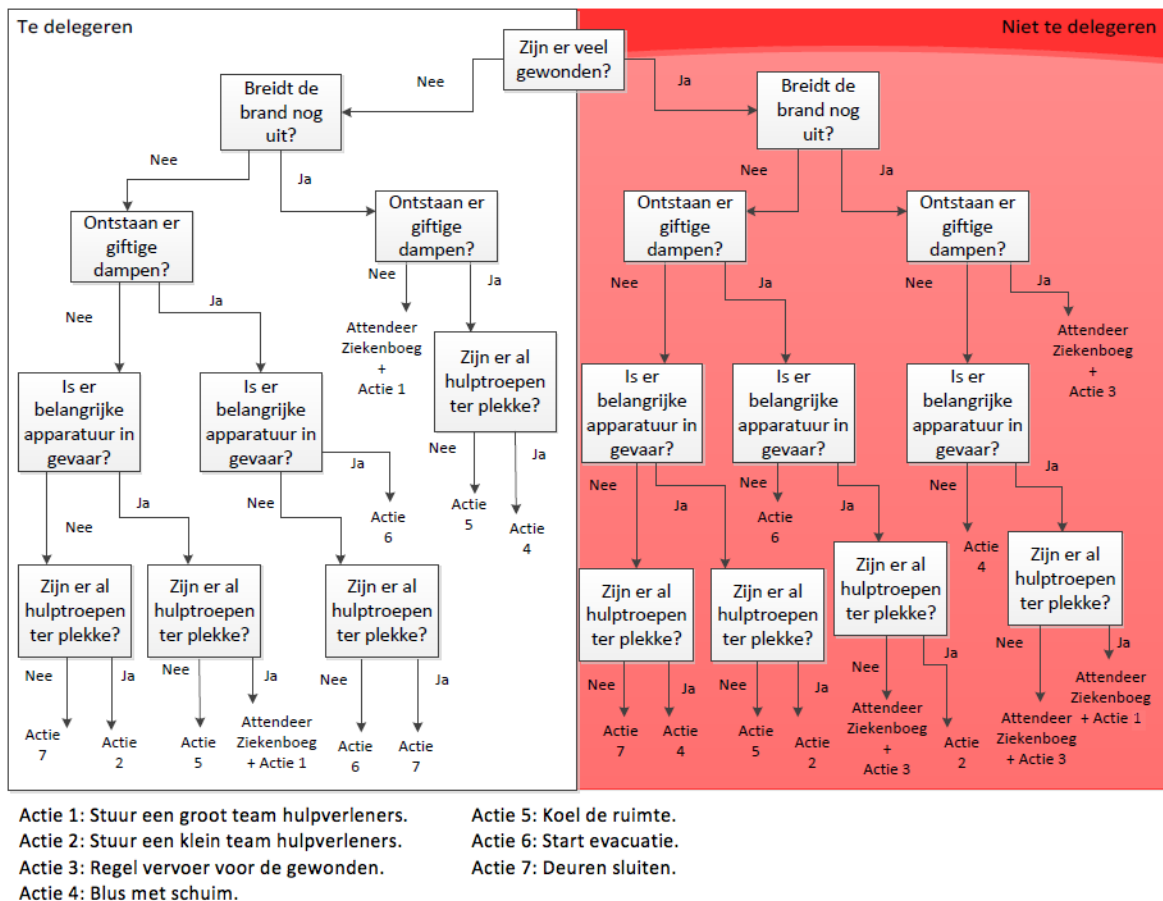 Te delegeren
Niet te delegeren
Zijn er veel
gewonden?
Nee
Ja
Breidt de
brand nog
uit?
Breidt de
brand nog
uit?
Nee
Ja
Nee
Ja
Ontstaan er
giftige
dampen?
Ontstaan er
giftige
dampen?
Ontstaan er
giftige
dampen?
Ontstaan er
giftige
dampen?
Nee
Ja
Nee
Ja
Nee
Ja
Nee
Ja
Attendeer
Ziekenboeg
+
Actie 1
Zijn er al
hulptroepen
ter plekke?
Attendeer
Ziekenboeg
+
Actie 3
Is er
belangrijke
apparatuur in
gevaar?
Is er
belangrijke
apparatuur in
gevaar?
Is er
belangrijke
apparatuur in
gevaar?
Is er
belangrijke
apparatuur in
gevaar?
Is er
belangrijke
apparatuur in
gevaar?
Nee
Ja
Nee
Ja
Nee
Ja
Nee
Ja
Nee
Ja
Nee
Ja
Actie
6
Actie
5
Actie
4
Actie
6
Actie
4
Zijn er al
hulptroepen
ter plekke?
Zijn er al
hulptroepen
ter plekke?
Zijn er al
hulptroepen
ter plekke?
Zijn er al
hulptroepen
ter plekke?
Zijn er al
hulptroepen
ter plekke?
Zijn er al
hulptroepen
ter plekke?
Zijn er al
hulptroepen
ter plekke?
Nee
Ja
Nee
Ja
Nee
Ja
Nee
Ja
Nee
Ja
Nee
Ja
Nee
Ja
Actie
7
Actie
2
Actie
5
Attendeer
Ziekenboeg
+ Actie 1
Actie
6
Actie
7
Actie
7
Actie
4
Actie
5
Actie
2
Attendeer
Ziekenboeg
+
Actie 3
Actie
2
Attendeer
Ziekenboeg
+ Actie 3
Attendeer
Ziekenboeg
+ Actie 1
Actie 1: Stuur een groot team hulpverleners.
Actie 2: Stuur een klein team hulpverleners.
Actie 3: Regel vervoer voor de gewonden.
Actie 4: Blus met schuim.
Actie 5: Koel de ruimte.
Actie 6: Start evacuatie.
Actie 7: Deuren sluiten.